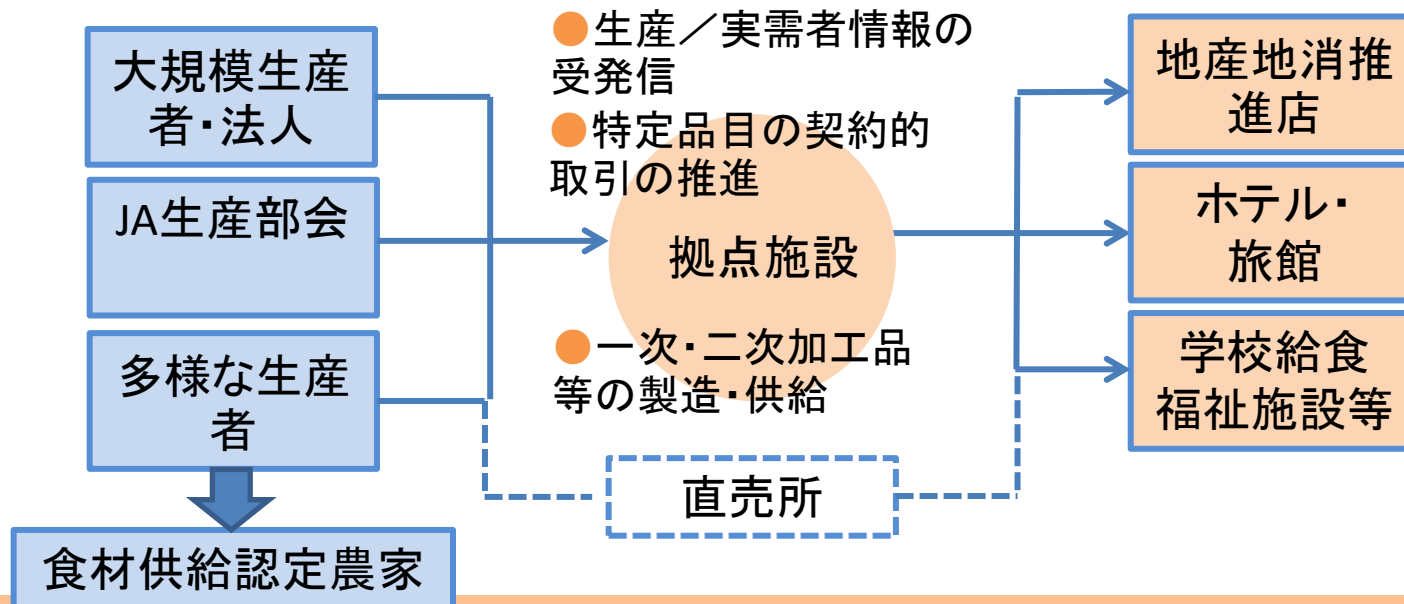 大規模生産
者・法人
JA生産部会
多様な生産
者
食材供給認定農家
●生産／実需者情報の
受発信
●特定品目の契約的
取引の推進
拠点施設
●一次・二次加工品
等の製造・供給
直売所
地産地消推
進店
ホテル・
旅館
学校給食
福祉施設等